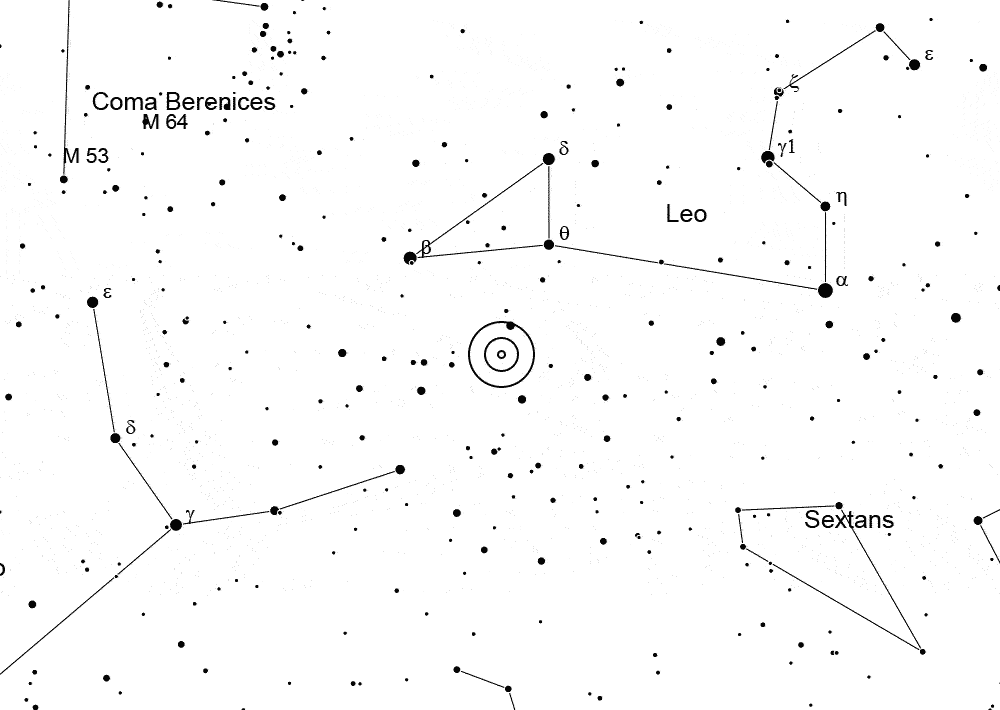 ε
ζ
Coma Berenices
M 64
γ1
δ
M 53
η
Leo
θ
β
α
ε
δ
γ
Sextans
o